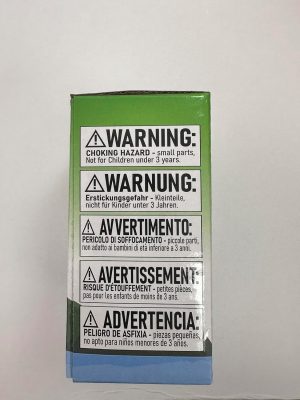 WARNING:
CHOKING HAZARD - small parts,
Not for Children under 3 years.
WARNUNG:
Erstickungsgefahr - Kleinteile,
nicht für Kinder unter 3 Jahren.
AVVERTIMENTO:
PERICOLO DI SOFFOCAMENTO - piccole parti,
non adatto ai bambini di età inferiore a 3 anni.
AVERTISSEMENT:
RISQUE D'ÉTOUFFEMENT - petites pièces,
pas pour les enfants de moins de 3 ans.
ADVERTENCIA:
PELIGRO DE ASFIXIA - piezas pequeñas,
no apto para niños menores de 3 años.